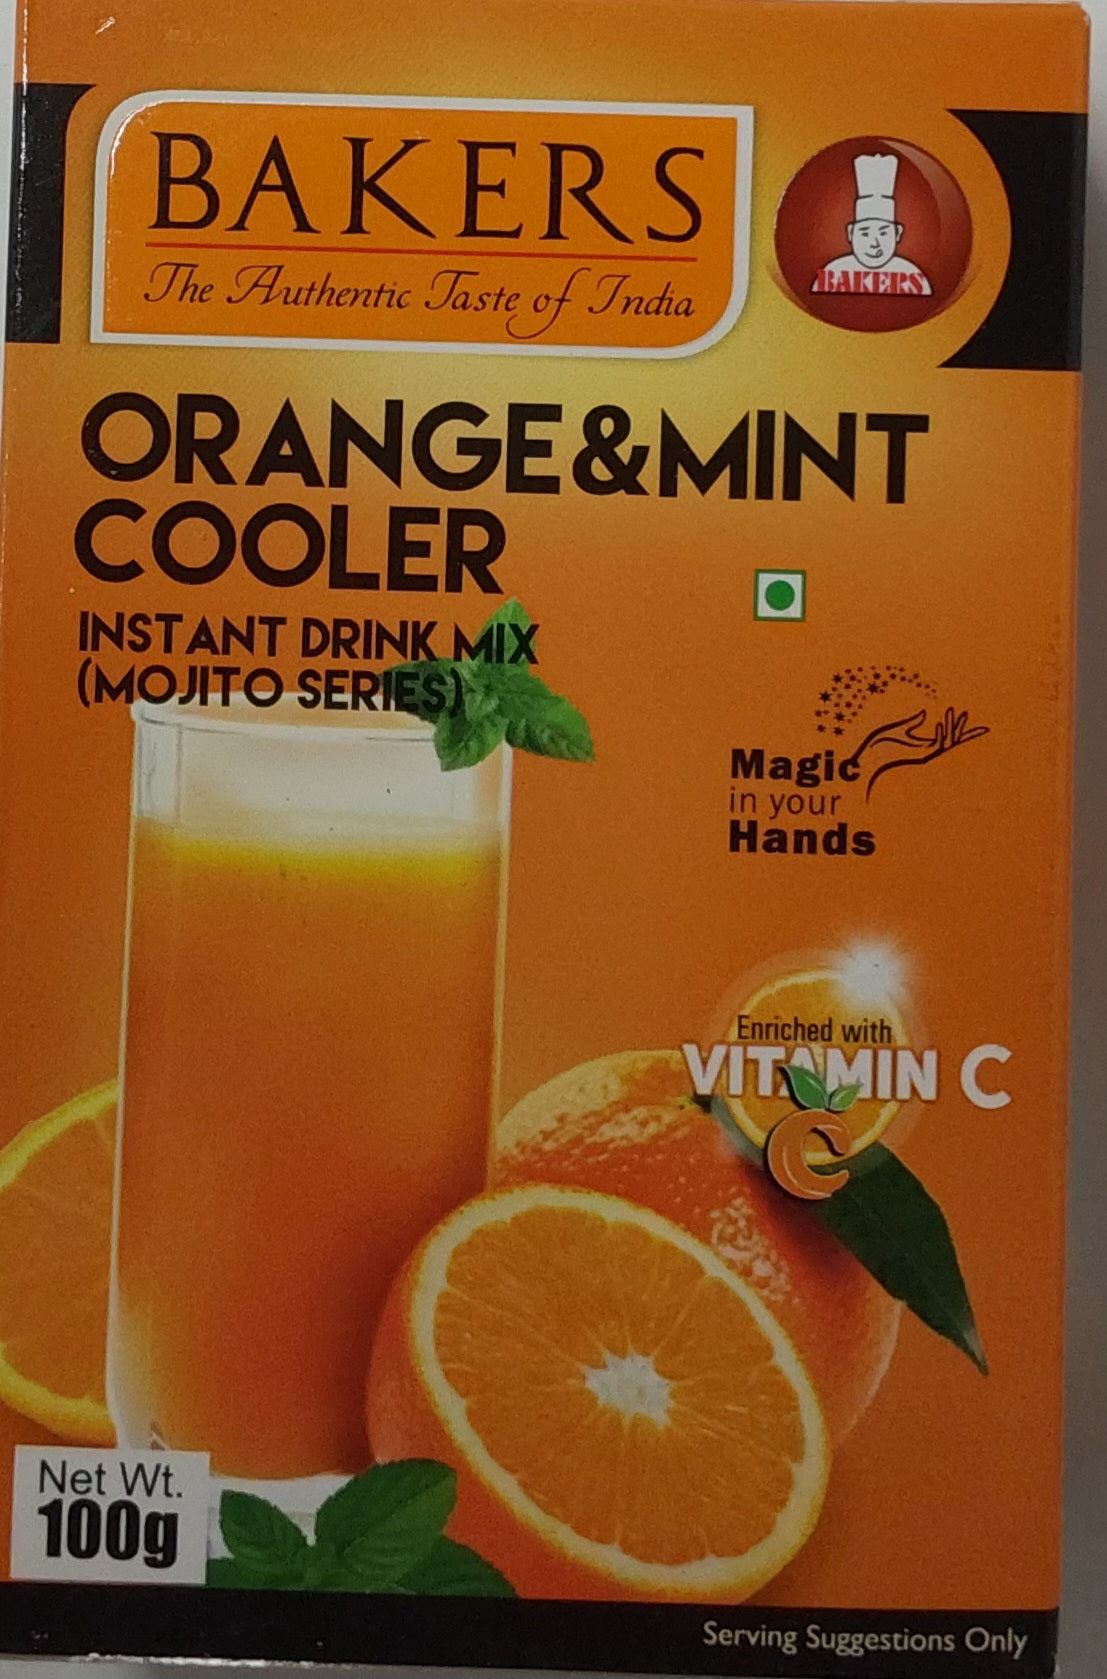 BAKERS
The Authentic Taste of India
BAKERS
ORANGE&MINT
COOLER
INSTANT DRINK MIX
(MOJITO SERIES)
Magic
in your
Hands
Enriched with
VITAMIN C
C
Net Wt.
100g
Serving Suggestions Only